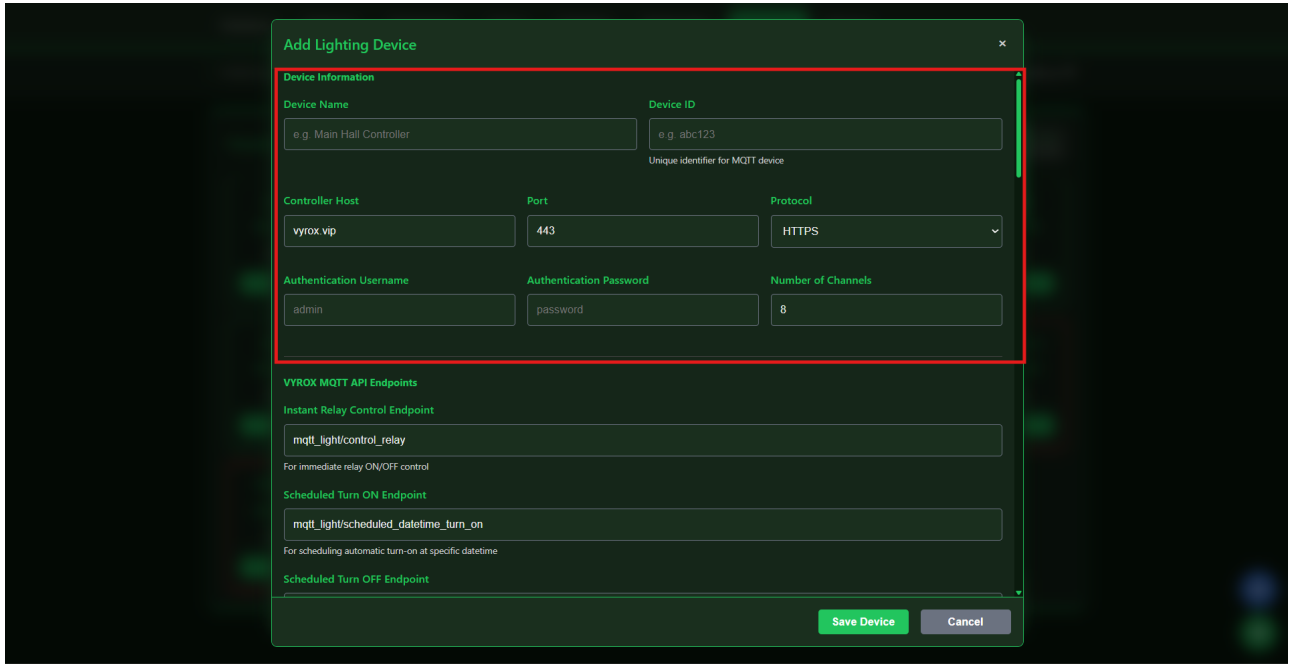 Add Lighting Device ×
Device Information
Device Name Device ID
e.g. Main Hall Controller e.g. abc123
Unique identifier for MQTT device
Controller Host Port Protocol
vyrox.vip 443 HTTPS
Authentication Username Authentication Password Number of Channels
admin password 8
VYROX MQTT API Endpoints
Instant Relay Control Endpoint
mqtt_light/control_relay
For immediate relay ON/OFF control
Scheduled Turn ON Endpoint
mqtt_light/scheduled_datetime_turn_on
For scheduling automatic turn-on at specific datetime
Scheduled Turn OFF Endpoint
Save Device Cancel